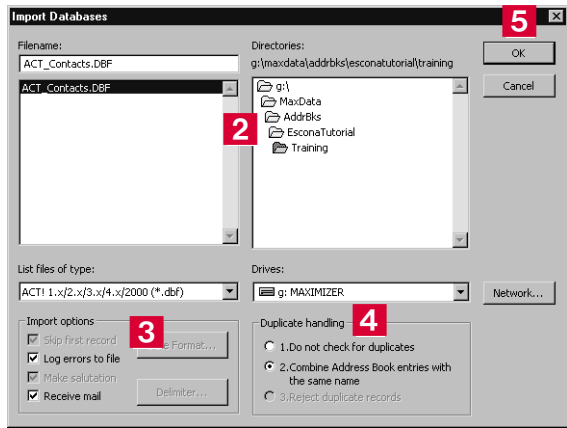 Import Databases
5
Filename:
ACT_Contacts.DBF
ACT_Contacts.DBF
Directories:
g:\maxdata\addrbks\esconatutorial\training
g:\
MaxData
AddrBks
EsconaTutorial
Training
2
OK
Cancel
List files of type:
ACT! 1.x/2.x/3.x/4.x/2000 (*.dbf)
Drives:
g: MAXIMIZER
Network...
Import options
3
Skip first record
Log errors to file
Make salutation
Receive mail
Format...
Delimiter...
Duplicate handling
4
1.Do not check for duplicates
2.Combine Address Book entries with
the same name
3.Reject duplicate records